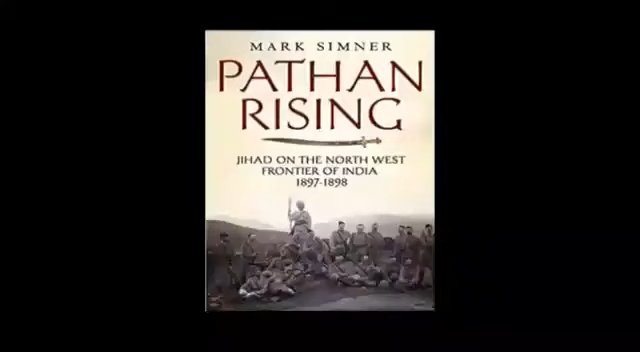 MARK SIMNER
PATHAN
RISING
JIHAD ON THE NORTH WEST
FRONTIER OF INDIA
1897-1898